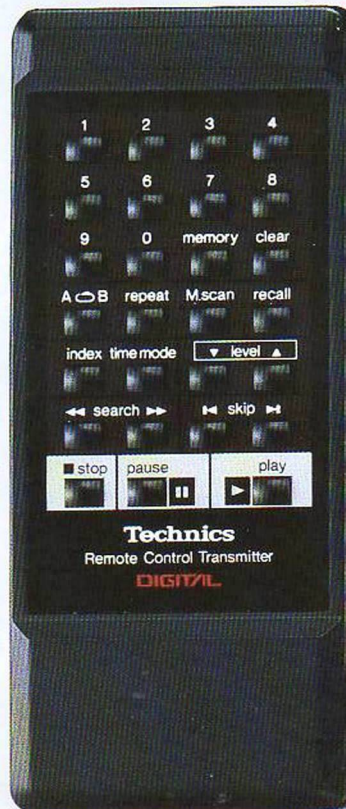 1 2 3 4
5 6 7 8
9 0 memory clear
A B repeat M.scan recall
index time mode ▼ level ▲
◄◄ search ►► I◄ skip ►I
■ stop pause ❚❚ ► play
Technics
Remote Control Transmitter
DIGITAL